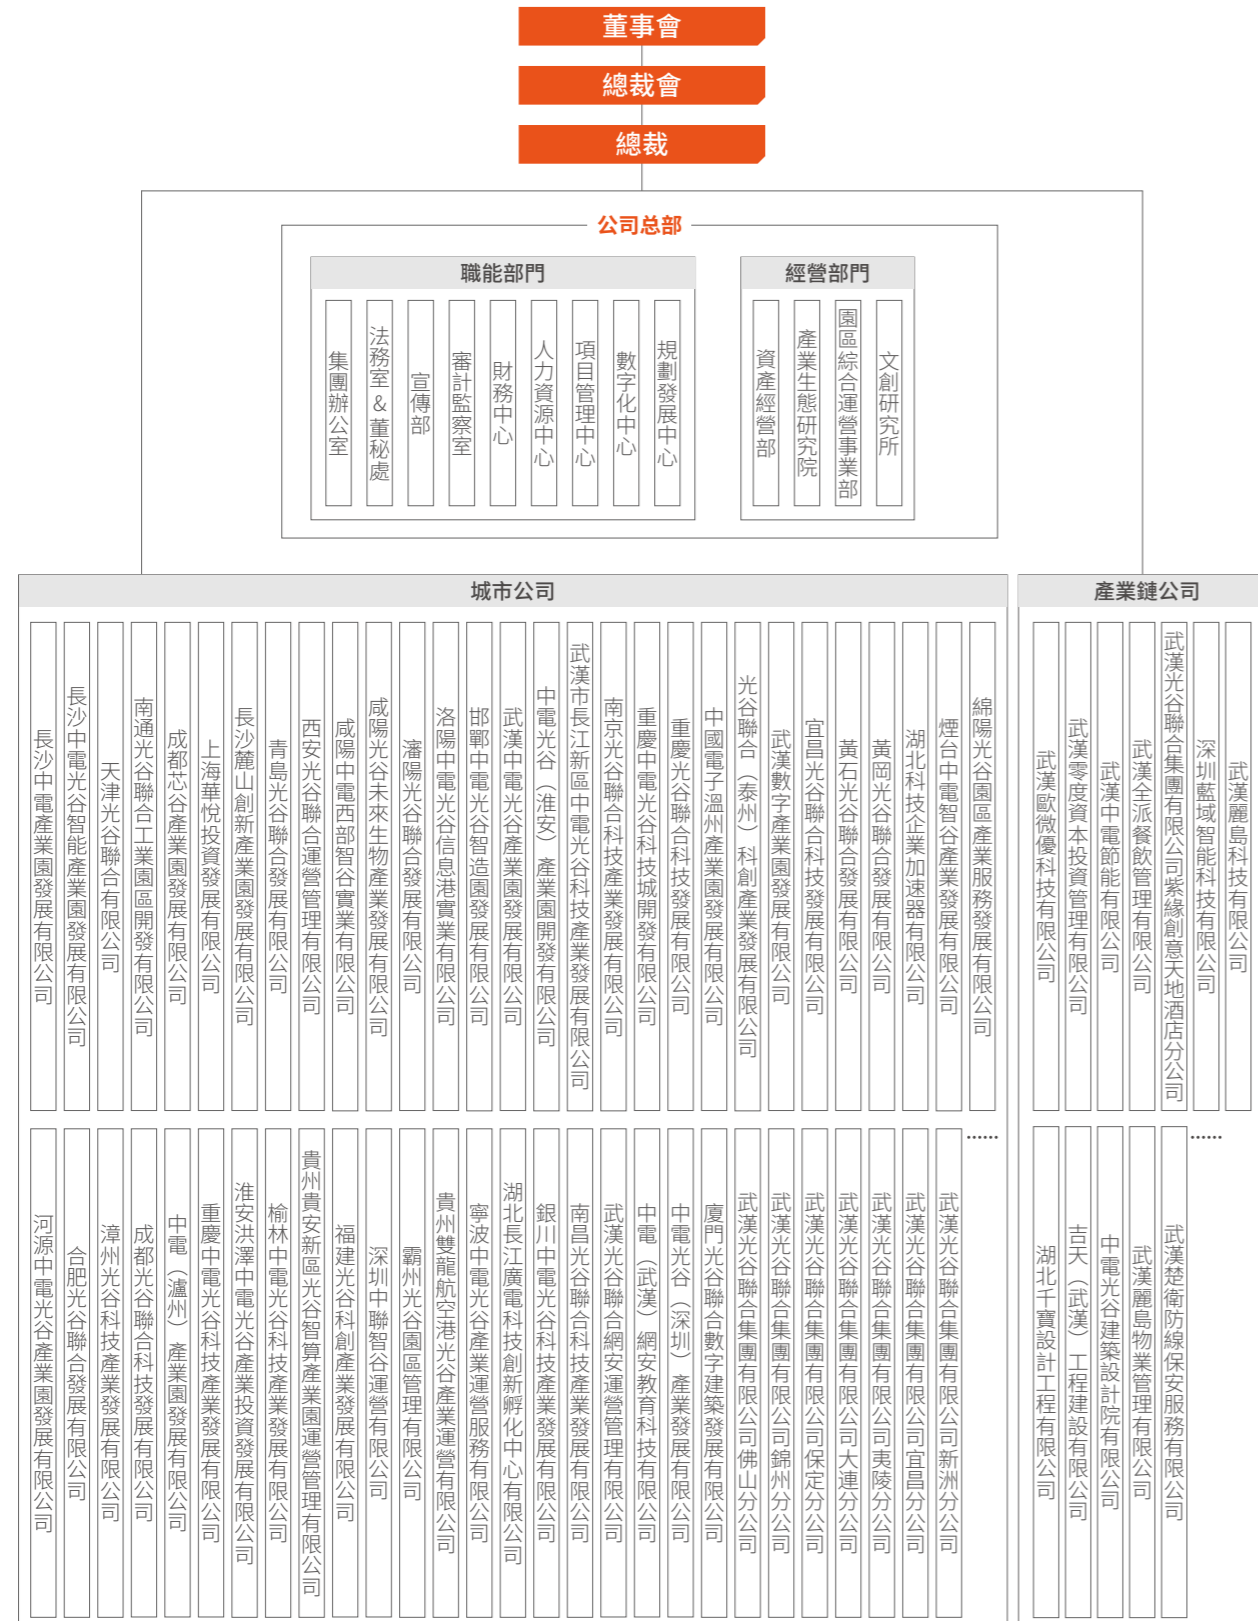 董事會
總裁會
總裁
公司总部
職能部門
集團辦公室
法務室 & 董秘處
宣傳部
審計監察室
財務中心
人力資源中心
項目管理中心
數字化中心
規劃發展中心
經營部門
資產經營部
產業生態研究院
園區綜合運營事業部
文創研究所
城市公司
長沙中電產業園發展有限公司
長沙中電光谷智能產業園發展有限公司
天津光谷聯合有限公司
南通光谷聯合工業園區開發有限公司
成都芯谷產業園發展有限公司
上海華悅投資發展有限公司
長沙麓山創新產業園發展有限公司
青島光谷聯合發展有限公司
西安光谷聯合運營管理有限公司
咸陽中電西部智谷實業有限公司
咸陽光谷未來生物產業發展有限公司
瀋陽光谷聯合發展有限公司
洛陽中電光谷信息港實業有限公司
邯鄲中電光谷智造園發展有限公司
武漢中電光谷產業園發展有限公司
中電光谷（淮安）產業園開發有限公司
武漢市長江新區中電光谷科技產業發展有限公司
南京光谷聯合科技產業發展有限公司
重慶中電光谷科技城開發有限公司
重慶光谷聯合科技發展有限公司
中國電子溫州產業園發展有限公司
光谷聯合（泰州）科創產業發展有限公司
武漢數字產業園發展有限公司
宜昌光谷聯合科技發展有限公司
黃石光谷聯合發展有限公司
黃岡光谷聯合發展有限公司
湖北科技企業加速器有限公司
煙台中電智谷產業發展有限公司
綿陽光谷園區產業服務發展有限公司
河源中電光谷產業園發展有限公司
合肥光谷聯合發展有限公司
漳州光谷科技產業發展有限公司
成都光谷聯合科技發展有限公司
中電（瀘州）產業園發展有限公司
重慶中電光谷科技產業發展有限公司
淮安洪澤中電光谷產業投資發展有限公司
榆林中電光谷科技產業發展有限公司
貴州貴安新區光谷智算產業園運營管理有限公司
福建光谷科創產業發展有限公司
深圳中聯智谷運營有限公司
霸州光谷園區管理有限公司
貴州雙龍航空港光谷產業運營有限公司
寧波中電光谷產業運營服務有限公司
湖北長江廣電科技創新孵化中心有限公司
銀川中電光谷科技產業發展有限公司
南昌光谷聯合科技產業發展有限公司
武漢光谷聯合網安運營管理有限公司
中電（武漢）網安教育科技有限公司
中電光谷（深圳）產業發展有限公司
廈門光谷聯合數字建築發展有限公司
武漢光谷聯合集團有限公司佛山分公司
武漢光谷聯合集團有限公司錦州分公司
武漢光谷聯合集團有限公司保定分公司
武漢光谷聯合集團有限公司大連分公司
武漢光谷聯合集團有限公司夷陵分公司
武漢光谷聯合集團有限公司宜昌分公司
武漢光谷聯合集團有限公司新洲分公司
......
產業鏈公司
武漢歐微優科技有限公司
武漢零度資本投資管理有限公司
武漢中電節能有限公司
武漢全派餐飲管理有限公司
武漢光谷聯合集團有限公司紫緣創意天地酒店分公司
深圳藍域智能科技有限公司
武漢麗島科技有限公司
湖北千寶設計工程有限公司
吉天（武漢）工程建設有限公司
中電光谷建築設計院有限公司
武漢麗島物業管理有限公司
武漢楚衛防線保安服務有限公司
......